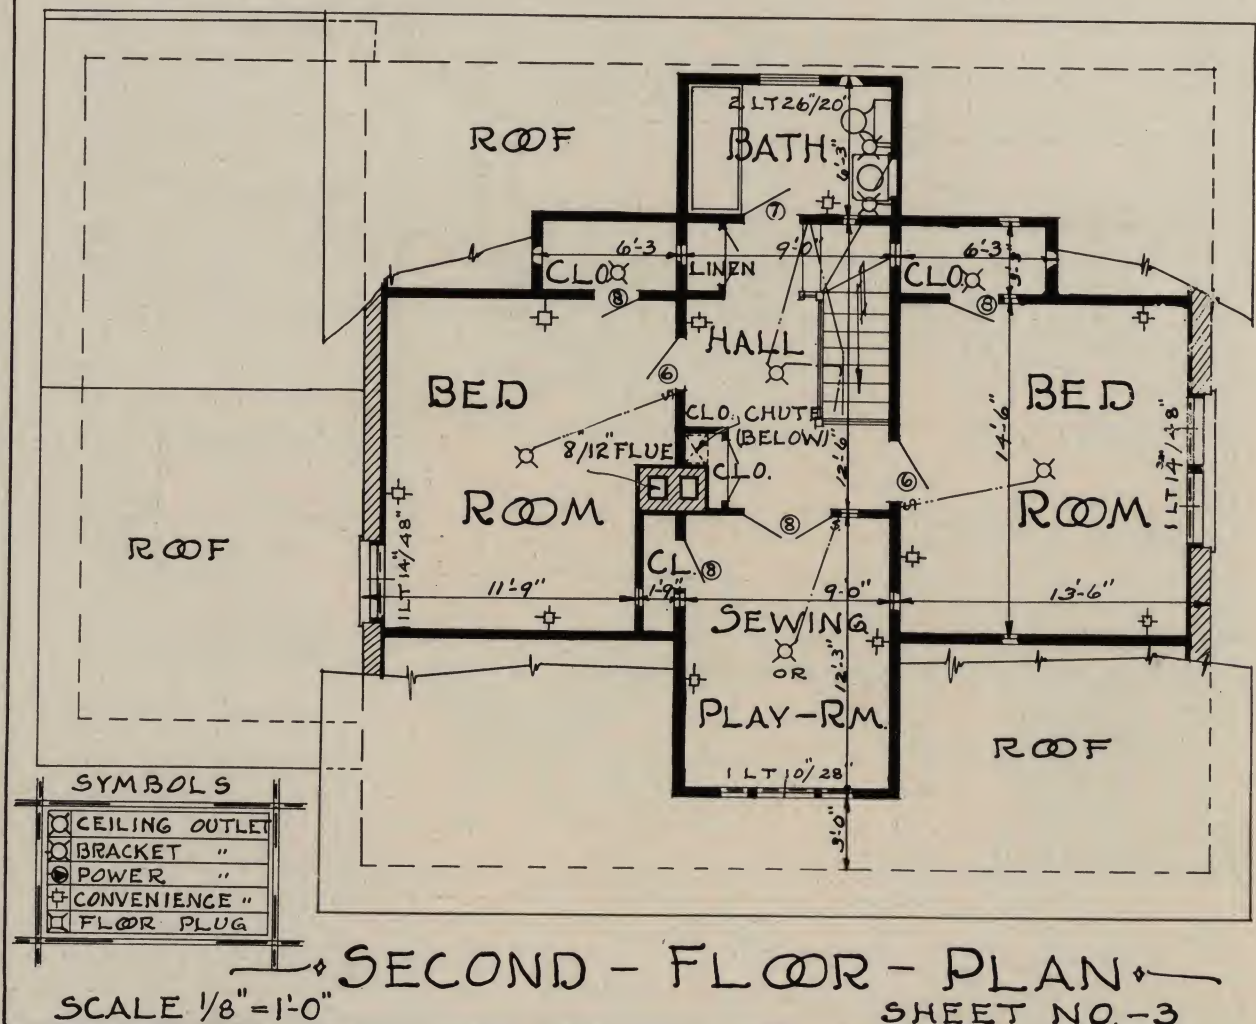 ROOF
2 LT 26"/20"
BATH.
6'-3"
⑦
6'-3
9'-0"
6'-3
3'-3"
CLO.
LINEN
CLO.
⑧
⑧
HALL
BED
ROOM
⑥
CLO. CHUTE
(BELOW)
8/12" FLUE
CLO.
12'-6
⑥
BED
ROOM
14'-6"
1 LT 14/48"
ROOF
1 LT 14/48"
⑧
CL.
⑧
11'-9"
1'-9"
9'-0"
13'-6"
SEWING
OR
PLAY-RM.
12'-3"
S
S
S
1 LT 10/28"
ROOF
3'-0"
SYMBOLS
CEILING OUTLET
BRACKET "
POWER "
CONVENIENCE "
FLOOR PLUG
SECOND-FLOOR-PLAN
SCALE 1/8"=1'-0"
SHEET NO.-3